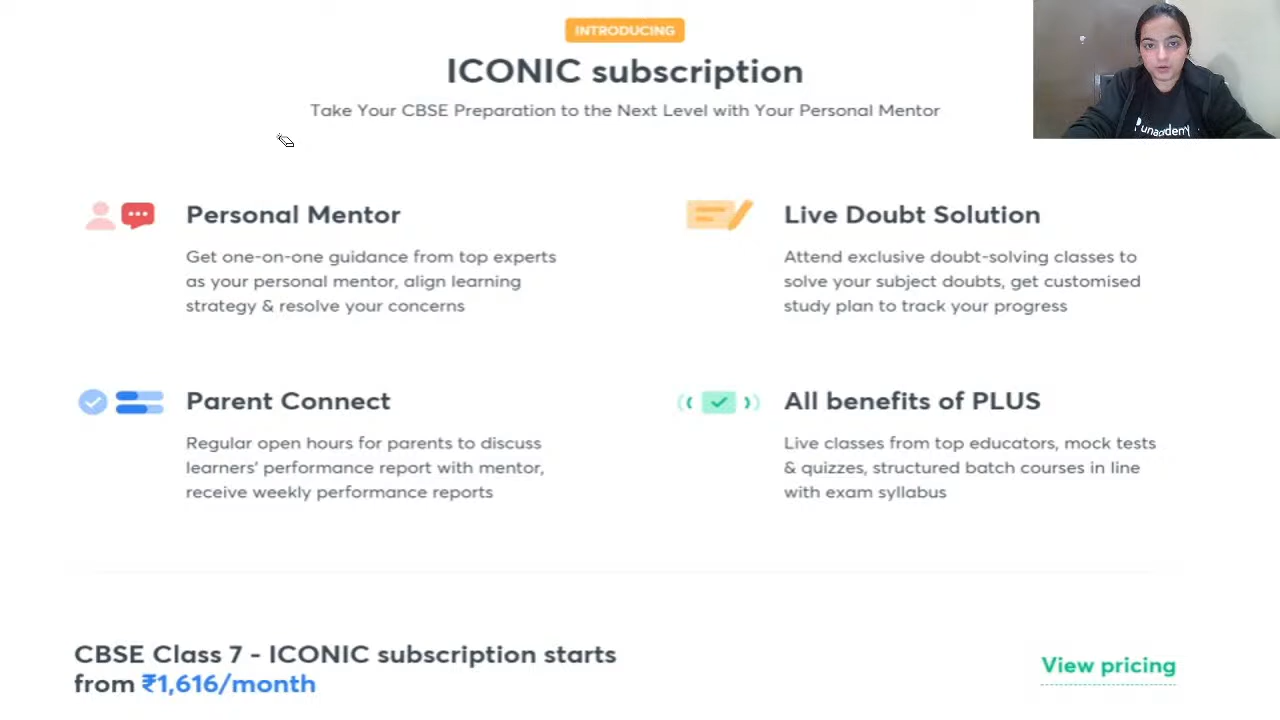 INTRODUCING
ICONIC subscription
Take Your CBSE Preparation to the Next Level with Your Personal Mentor
unacademy
Personal Mentor
Get one-on-one guidance from top experts
as your personal mentor, align learning
strategy & resolve your concerns
Live Doubt Solution
Attend exclusive doubt-solving classes to
solve your subject doubts, get customised
study plan to track your progress
Parent Connect
Regular open hours for parents to discuss
learners' performance report with mentor,
receive weekly performance reports
All benefits of PLUS
Live classes from top educators, mock tests
& quizzes, structured batch courses in line
with exam syllabus
CBSE Class 7 - ICONIC subscription starts
from ₹1,616/month
View pricing